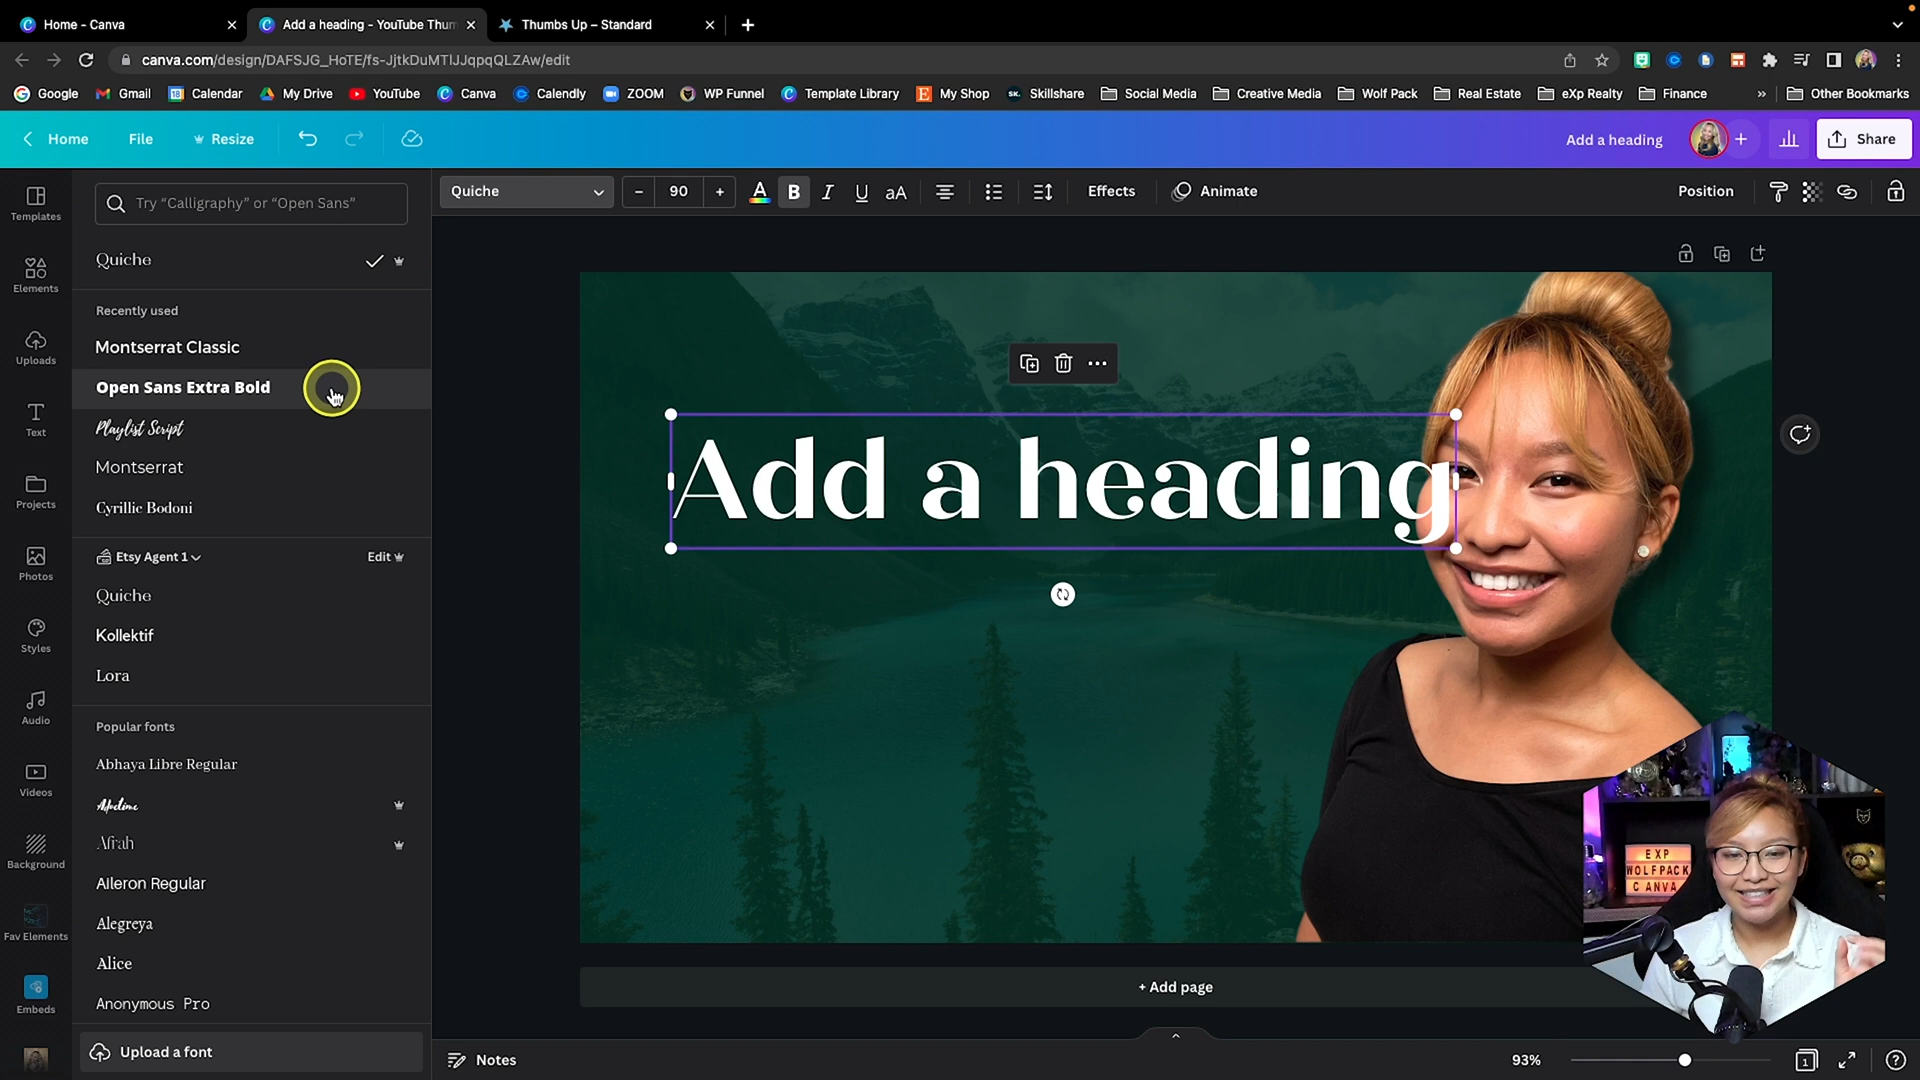 Home - Canva
Add a heading - YouTube Thum
Thumbs Up – Standard
canva.com/design/DAFSJG_HoTE/fs-JjtkDuMTlJJqpqQLZAw/edit
Google
Gmail
Calendar
My Drive
YouTube
Canva
Calendly
ZOOM
WP Funnel
Template Library
My Shop
Skillshare
Social Media
Creative Media
Wolf Pack
Real Estate
eXp Realty
Finance
»
Other Bookmarks
Home
File
Resize
Add a heading
Share
Templates
Elements
Uploads
Text
Projects
Photos
Styles
Audio
Videos
Background
Fav Elements
Embeds
Try “Calligraphy” or “Open Sans”
Quiche
Recently used
Montserrat Classic
Open Sans Extra Bold
Playlist Script
Montserrat
Cyrillic Bodoni
Etsy Agent 1
Edit
Quiche
Kollektif
Lora
Popular fonts
Abhaya Libre Regular
Afrah
Aileron Regular
Alegreya
Alice
Anonymous Pro
Upload a font
Quiche
– 90 +
A B I U aA
Effects
Animate
Position
Add a heading
EXP
WOLFPACK
CANVA
+ Add page
Notes
93%
1
?